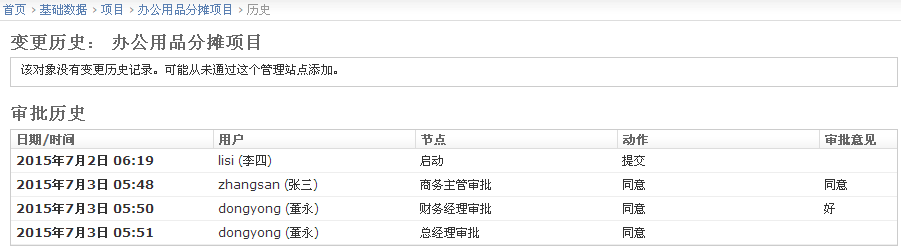 首页 › 基础数据 › 项目 › 办公用品分摊项目 › 历史
变更历史： 办公用品分摊项目
该对象没有变更历史记录。可能从未通过这个管理站点添加。
审批历史
日期/时间 用户 节点 动作 审批意见
2015年7月2日 06:19 lisi (李四) 启动 提交
2015年7月3日 05:48 zhangsan (张三) 商务主管审批 同意 同意
2015年7月3日 05:50 dongyong (董永) 财务经理审批 同意 好
2015年7月3日 05:51 dongyong (董永) 总经理审批 同意